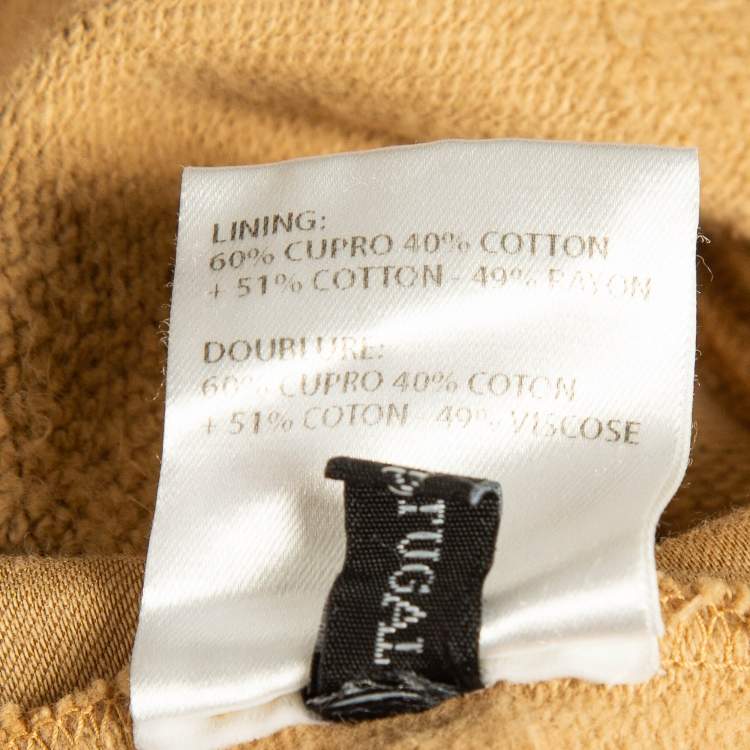 LINING:
60% CUPRO 40% COTTON
+ 51% COTTON - 49% RAYON
DOUBLURE:
60% CUPRO 40% COTON
+ 51% COTON - 49% VISCOSE
TUGAL